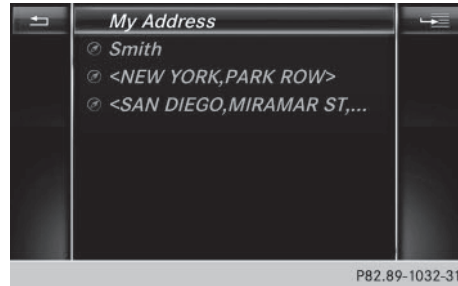 My Address
Smith
<NEW YORK,PARK ROW>
<SAN DIEGO,MIRAMAR ST,...
P82.89-1032-31